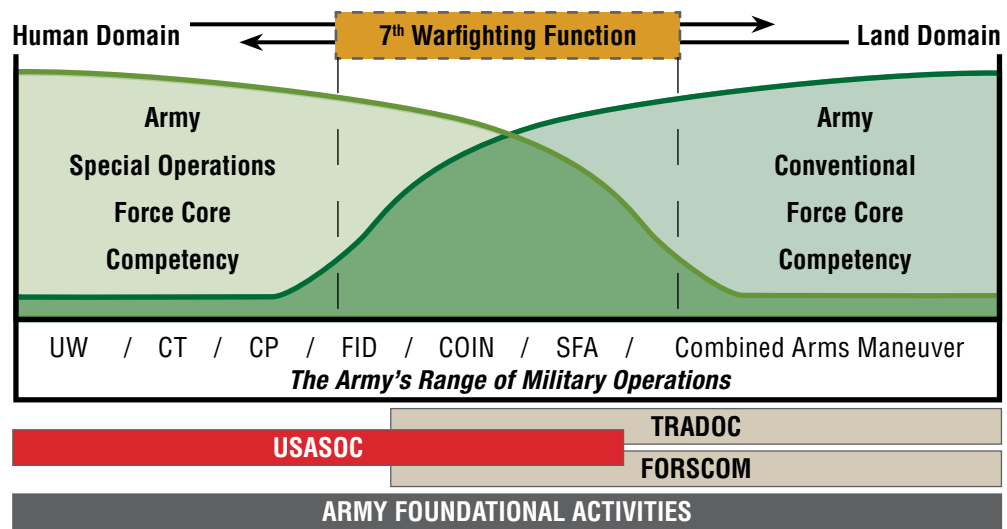 Human Domain
7th Warfighting Function
Land Domain
Army
Special Operations
Force Core
Competency
Army
Conventional
Force Core
Competency
UW / CT / CP / FID / COIN / SFA / Combined Arms Maneuver
The Army’s Range of Military Operations
TRADOC
USASOC
FORSCOM
ARMY FOUNDATIONAL ACTIVITIES